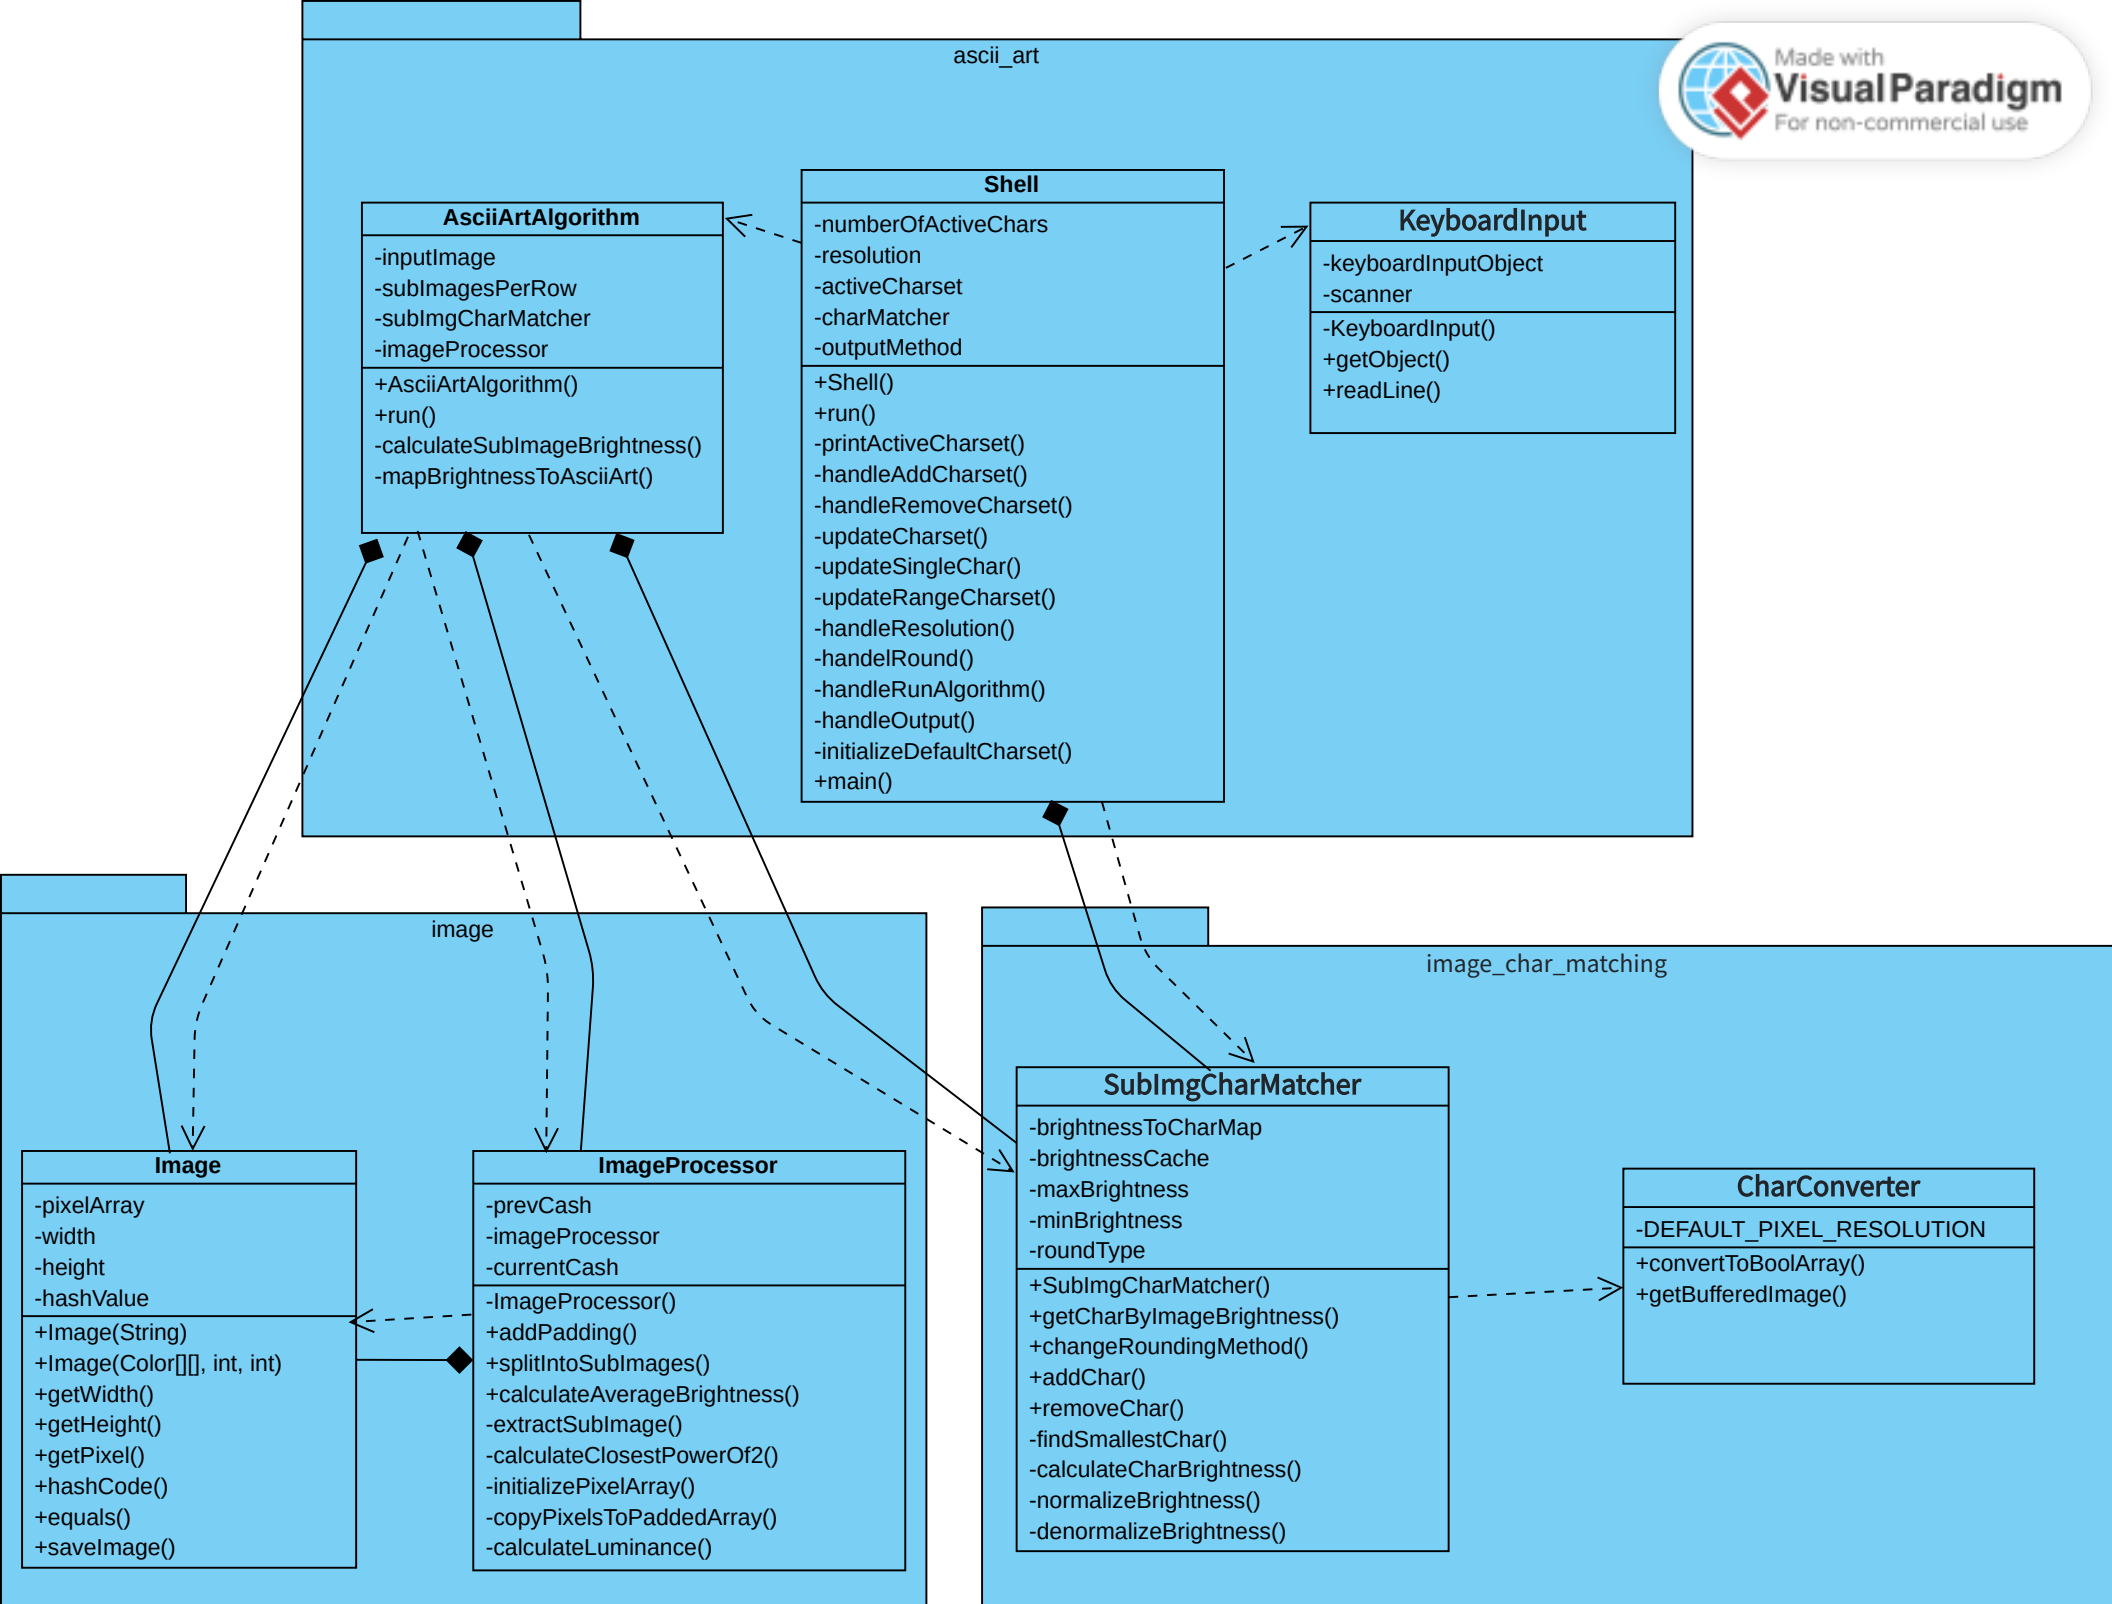 ascii_art
Made with
Visual Paradigm
For non-commercial use
AsciiArtAlgorithm
-inputImage
-subImagesPerRow
-subImgCharMatcher
-imageProcessor
+AsciiArtAlgorithm()
+run()
-calculateSubImageBrightness()
-mapBrightnessToAsciiArt()
Shell
-numberOfActiveChars
-resolution
-activeCharset
-charMatcher
-outputMethod
+Shell()
+run()
-printActiveCharset()
-handleAddCharset()
-handleRemoveCharset()
-updateCharset()
-updateSingleChar()
-updateRangeCharset()
-handleResolution()
-handelRound()
-handleRunAlgorithm()
-handleOutput()
-initializeDefaultCharset()
+main()
KeyboardInput
-keyboardInputObject
-scanner
-KeyboardInput()
+getObject()
+readLine()
image
Image
-pixelArray
-width
-height
-hashValue
+Image(String)
+Image(Color[][], int, int)
+getWidth()
+getHeight()
+getPixel()
+hashCode()
+equals()
+saveImage()
ImageProcessor
-prevCash
-imageProcessor
-currentCash
-ImageProcessor()
+addPadding()
+splitIntoSubImages()
+calculateAverageBrightness()
-extractSubImage()
-calculateClosestPowerOf2()
-initializePixelArray()
-copyPixelsToPaddedArray()
-calculateLuminance()
image_char_matching
SubImgCharMatcher
-brightnessToCharMap
-brightnessCache
-maxBrightness
-minBrightness
-roundType
+SubImgCharMatcher()
+getCharByImageBrightness()
+changeRoundingMethod()
+addChar()
+removeChar()
-findSmallestChar()
-calculateCharBrightness()
-normalizeBrightness()
-denormalizeBrightness()
CharConverter
-DEFAULT_PIXEL_RESOLUTION
+convertToBoolArray()
+getBufferedImage()